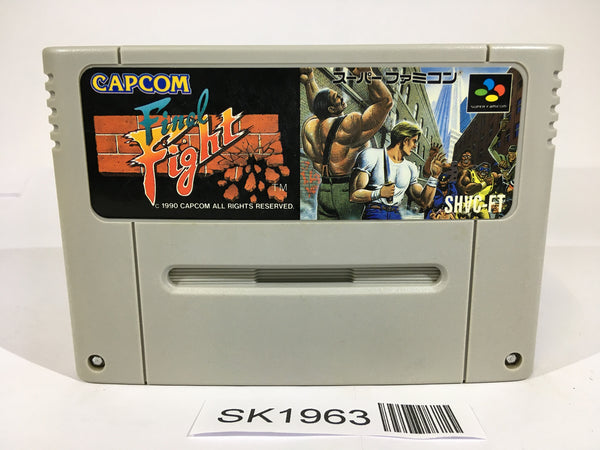 CAPCOM
Final
Fight
TM
© 1990 CAPCOM ALL RIGHTS RESERVED.
スーパーファミコン
SUPER FAMICOM
SHVC-FT
SK1963